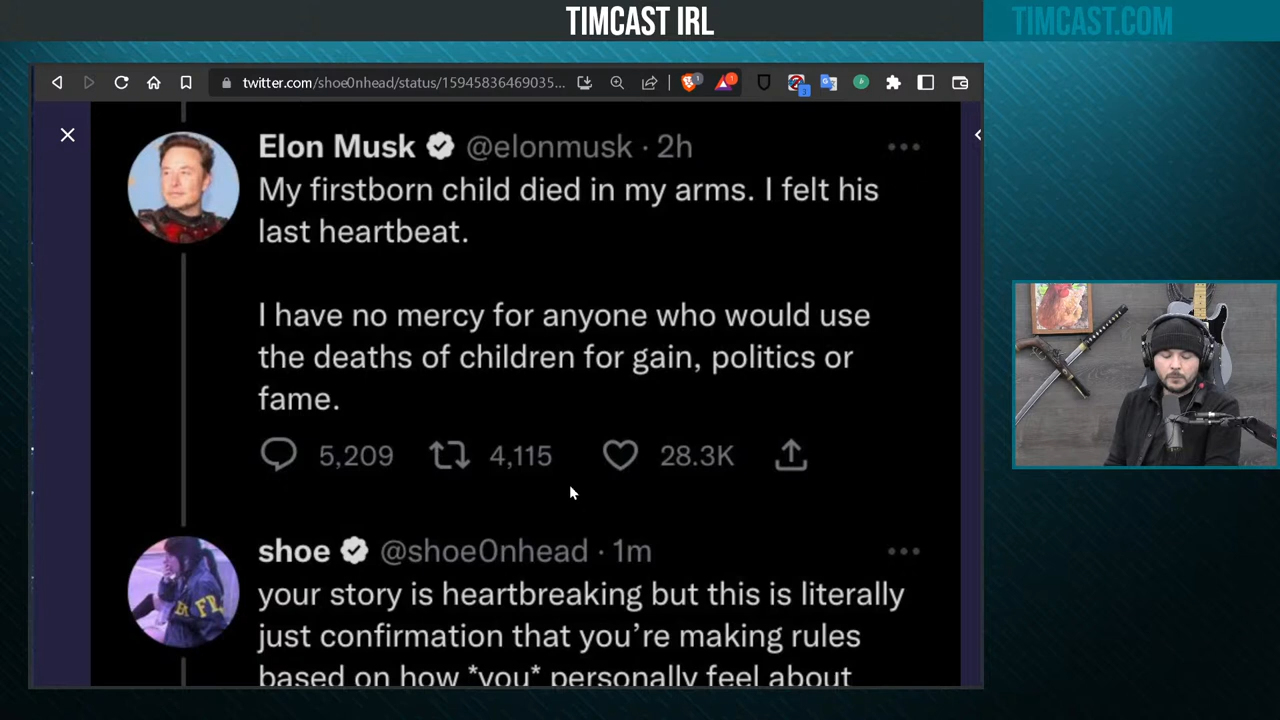 TIMCAST IRL
TIMCAST.COM
twitter.com/shoe0nhead/status/15945836469035...
1
1
3
Elon Musk @elonmusk · 2h
My firstborn child died in my arms. I felt his
last heartbeat.
I have no mercy for anyone who would use
the deaths of children for gain, politics or
fame.
5,209 4,115 28.3K
shoe @shoe0nhead · 1m
your story is heartbreaking but this is literally
just confirmation that you're making rules
based on how *you* personally feel about